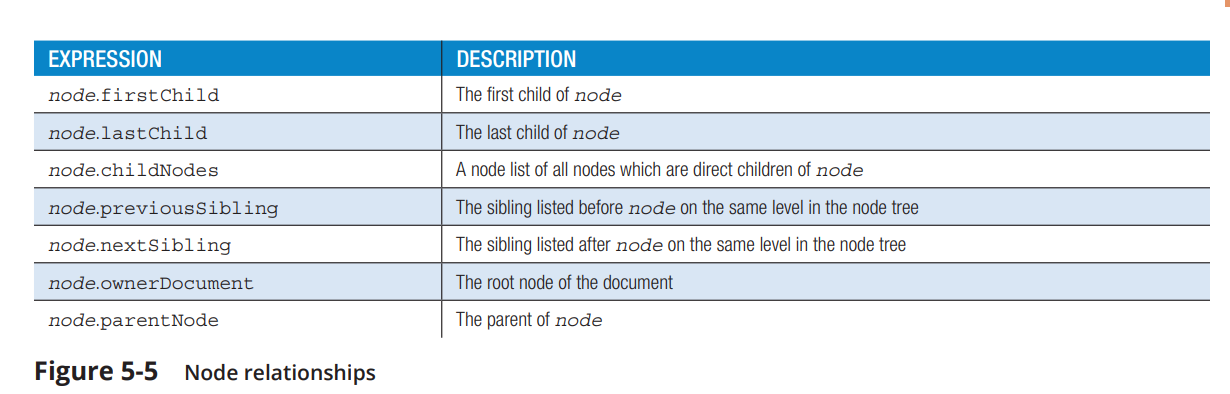 EXPRESSION DESCRIPTION
node.firstChild The first child of node
node.lastChild The last child of node
node.childNodes A node list of all nodes which are direct children of node
node.previousSibling The sibling listed before node on the same level in the node tree
node.nextSibling The sibling listed after node on the same level in the node tree
node.ownerDocument The root node of the document
node.parentNode The parent of node
Figure 5-5 Node relationships